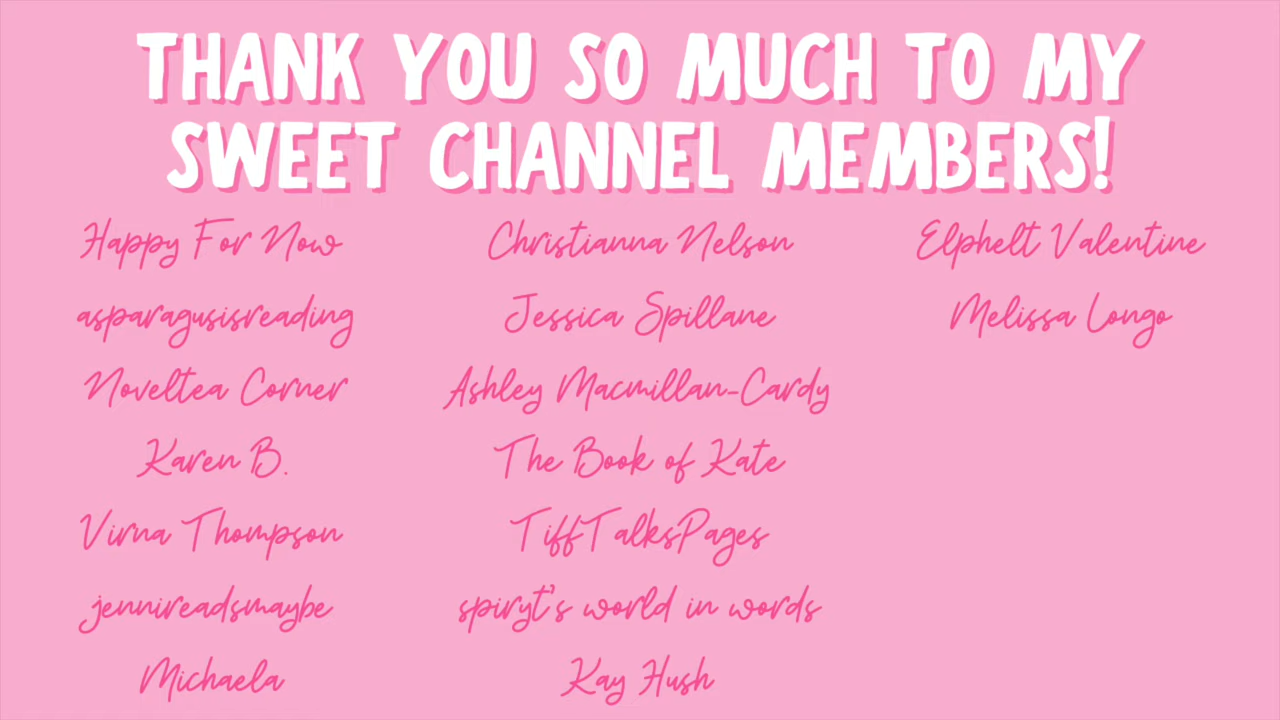 THANK YOU SO MUCH TO MY
SWEET CHANNEL MEMBERS!
Happy For Now
asparagusisreading
Noveltea Corner
Karen B.
Virna Thompson
jennireadsmaybe
Michaela
Christianna Nelson
Jessica Spillane
Ashley Macmillan-Cardy
The Book of Kate
TiffTalksPages
spiryt's world in words
Kay Hush
Elphelt Valentine
Melissa Longo